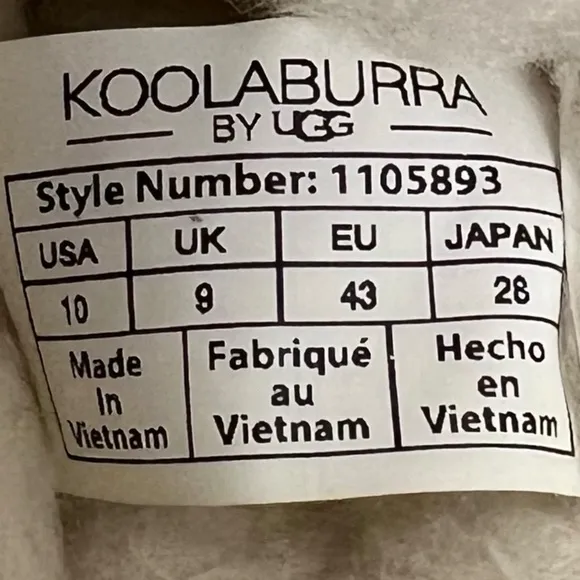 KOOLABURRA
BY UGG
Style Number: 1105893
USA UK EU JAPAN
10 9 43 28
Made In Vietnam
Fabriqué au Vietnam
Hecho en Vietnam